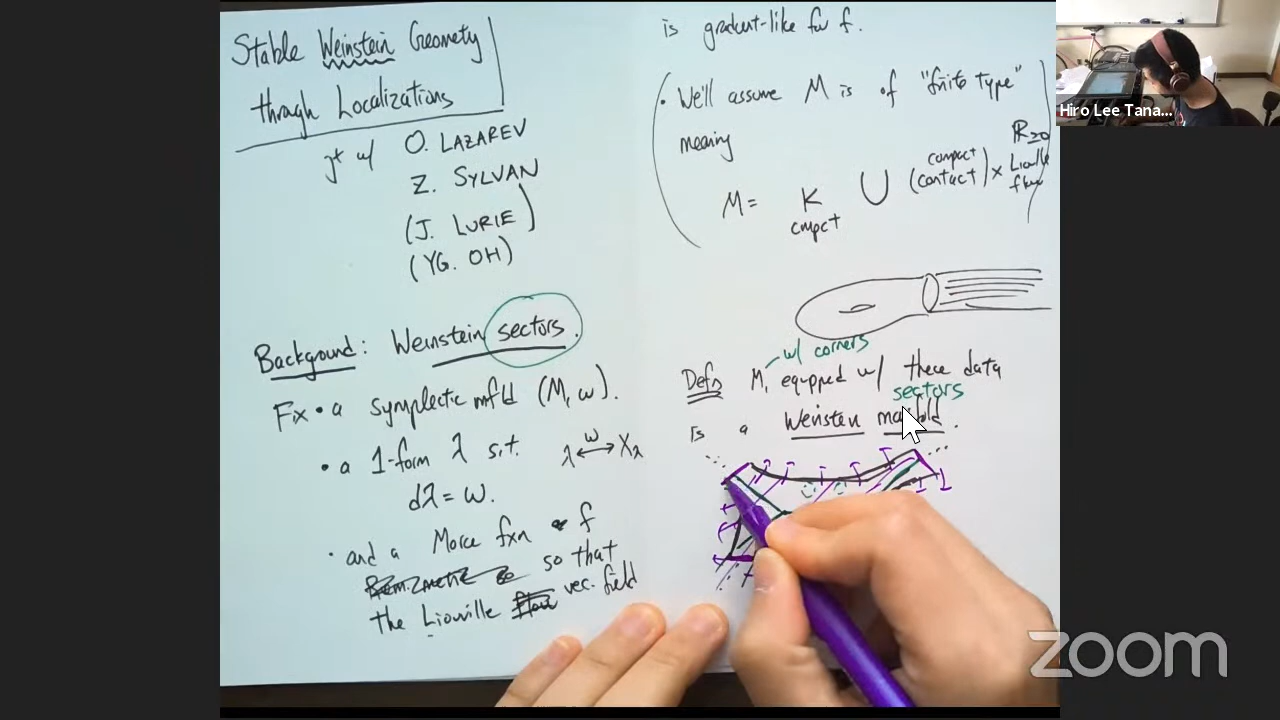 Stable Weinstein Geometry
through Localizations
jt w/ O. LAZAREV
Z. SYLVAN
(J. LURIE)
(YG. OH)
Background: Weinstein sectors.
Fix • a symplectic mfld (M, ω).
• a 1-form λ s.t. λ ω ↔ Xλ
dλ = ω.
• and a Morse fxn f
so that
the Liouville vec. field
is gradient-like for f.
( • We'll assume M is of "finite type"
meaning
M = K ∪ (contact) × Liouville
cmpct compact ℝ≥0 flow )
w/ corners
Defn M, equipped w/ these data
sectors
is a Weinstein manifold.
Hiro Lee Tana...
zoom